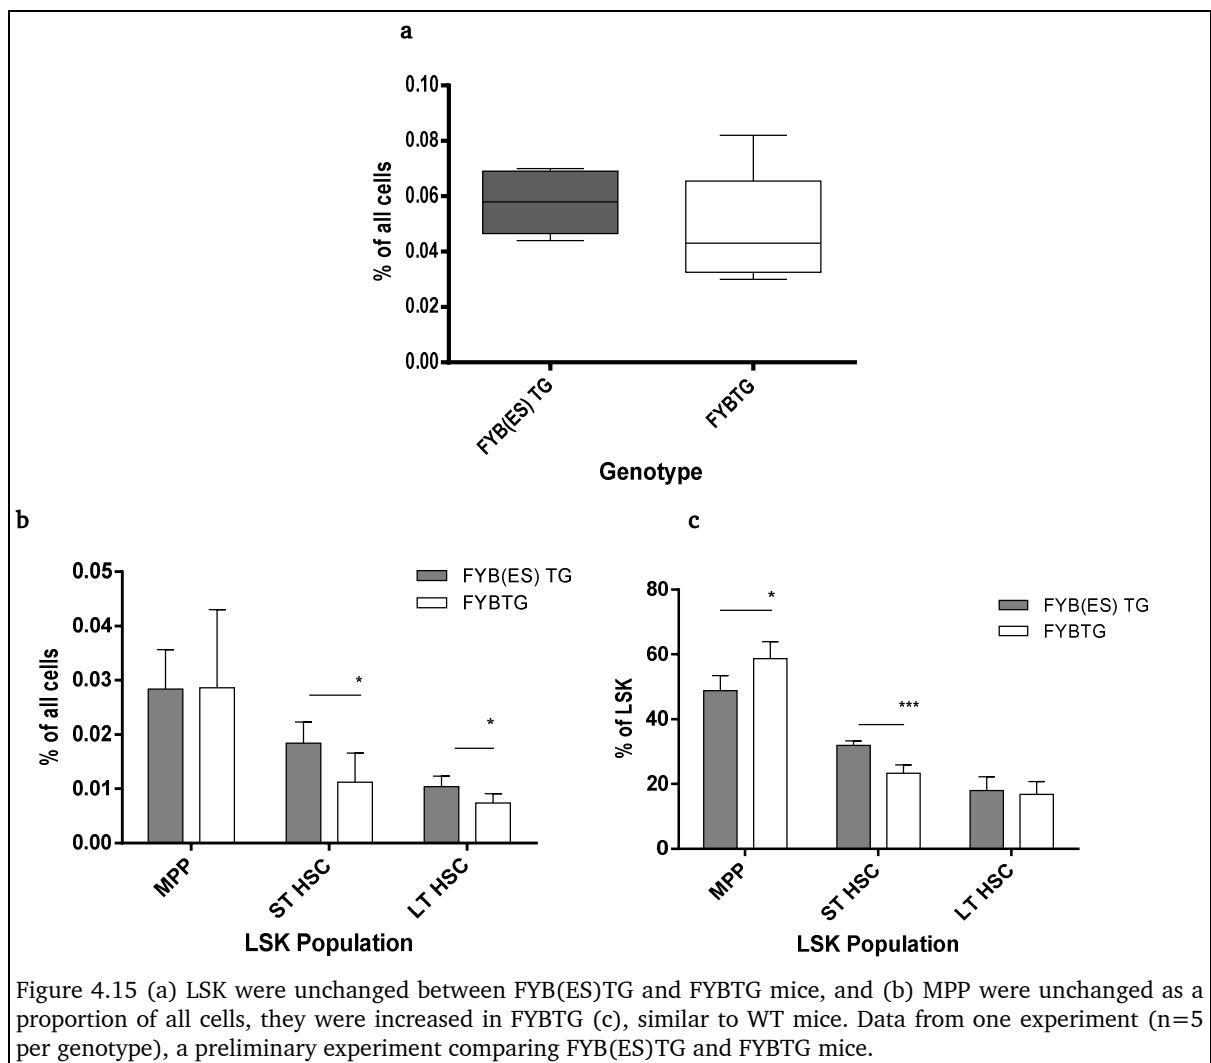 a
0.10
0.08
0.06
0.04
0.02
0.00
% of all cells
FYB(ES) TG
FYBTG
Genotype
b
0.05
0.04
0.03
0.02
0.01
0.00
% of all cells
FYB(ES) TG
FYBTG
*
*
MPP
ST HSC
LT HSC
LSK Population
c
80
60
40
20
0
% of LSK
FYB(ES) TG
FYBTG
*
***
MPP
ST HSC
LT HSC
LSK Population
Figure 4.15 (a) LSK were unchanged between FYB(ES)TG and FYBTG mice, and (b) MPP were unchanged as a
proportion of all cells, they were increased in FYBTG (c), similar to WT mice. Data from one experiment (n=5
per genotype), a preliminary experiment comparing FYB(ES)TG and FYBTG mice.